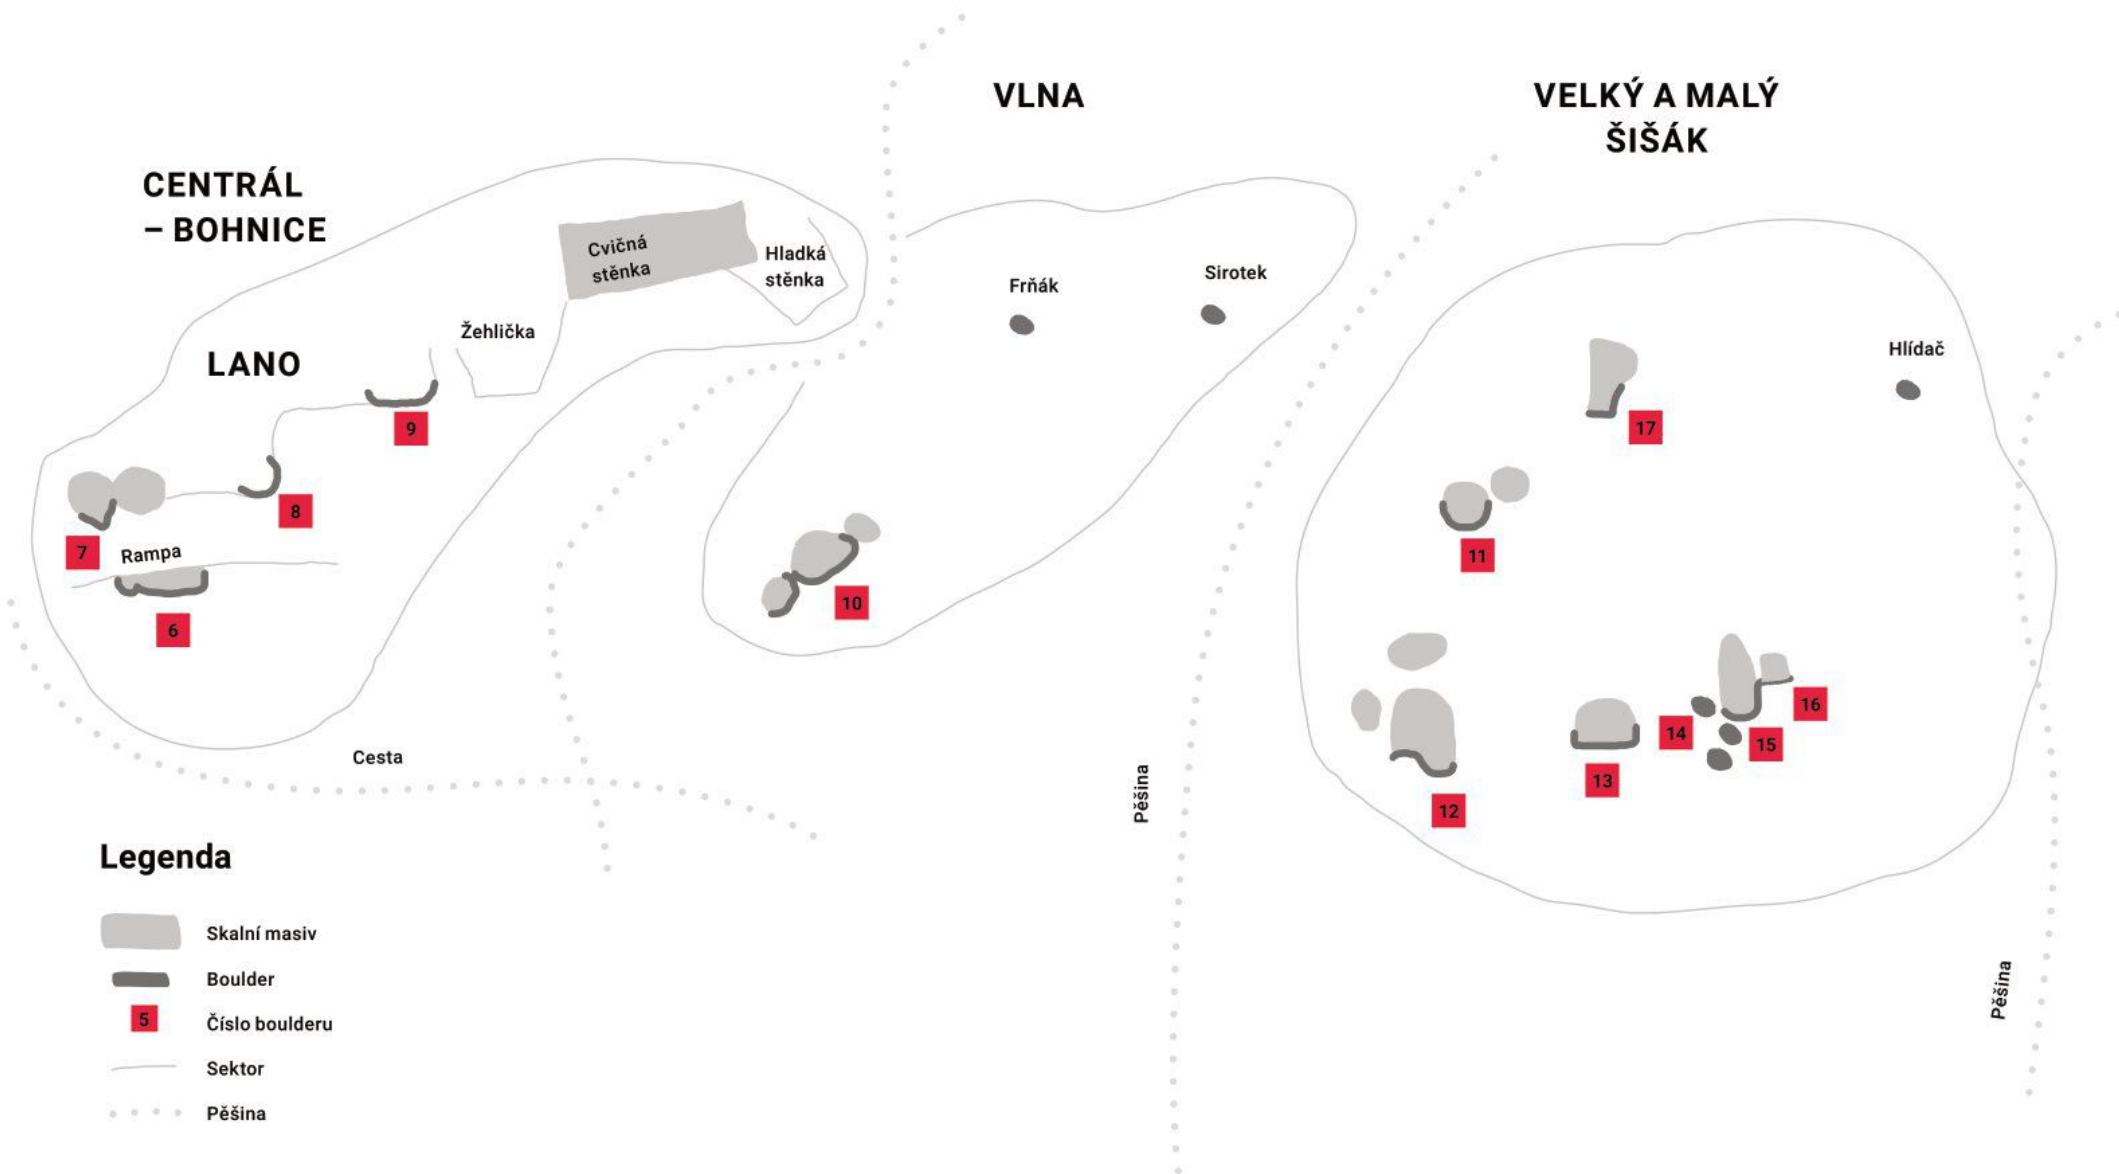 VLNA
VELKÝ A MALÝ
ŠIŠÁK
CENTRÁL
– BOHNICE
Cvičná
stěnka
Hladká
stěnka
Frňák
Sirotek
Žehlička
LANO
Hlídač
9
17
8
7
Rampa
11
10
6
16
14
15
13
12
Cesta
Pěšina
Pěšina
Legenda
Skalní masiv
Boulder
5
Číslo boulderu
Sektor
Pěšina